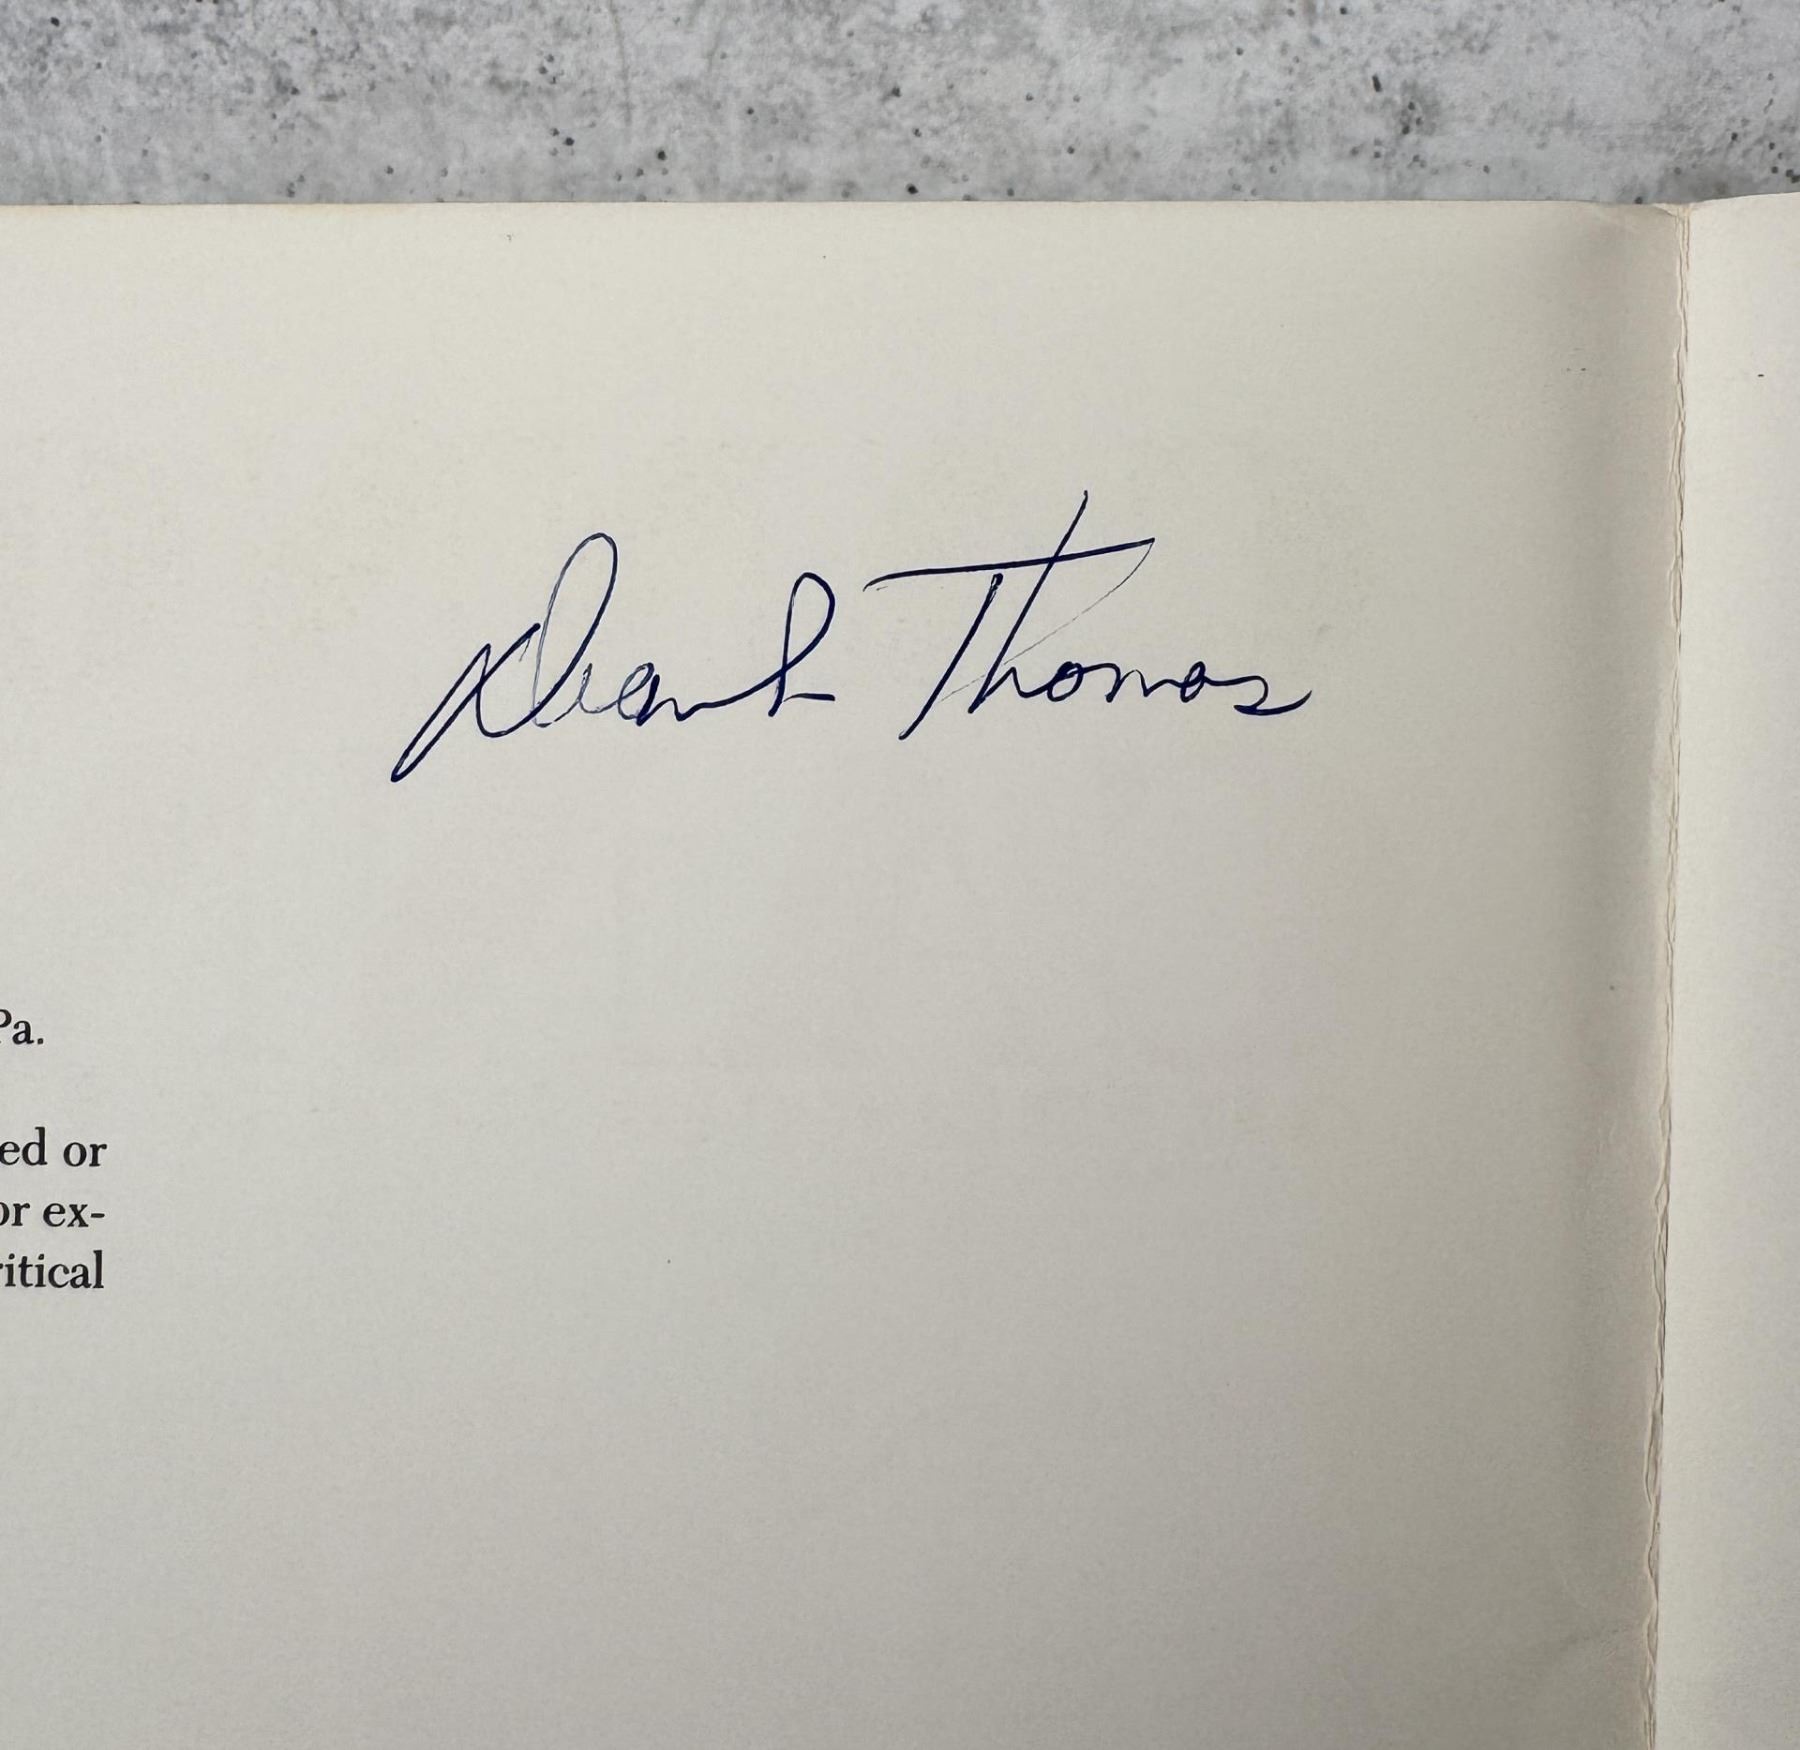 Thomas
Pa.
ed or
or ex-
ritical